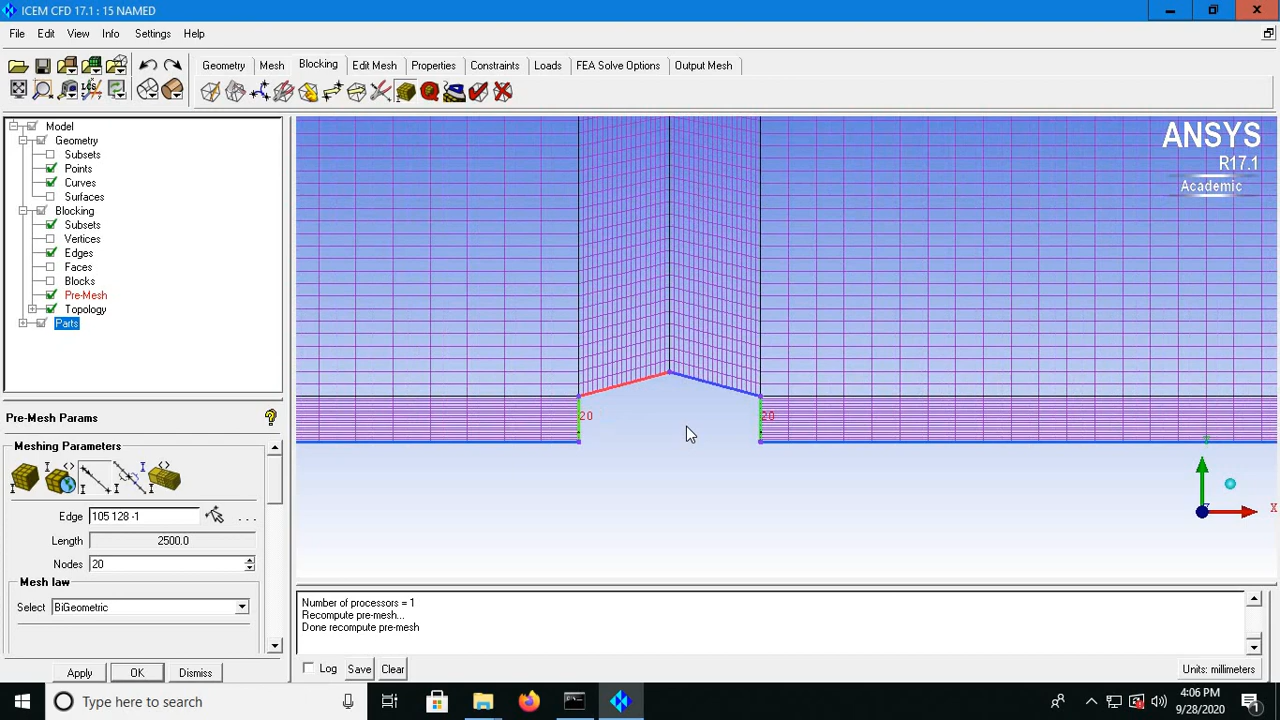 ICEM CFD 17.1 : 15 NAMED
File Edit View Info Settings Help
Geometry Mesh Blocking Edit Mesh Properties Constraints Loads FEA Solve Options Output Mesh
Model
Geometry
Subsets
Points
Curves
Surfaces
Blocking
Subsets
Vertices
Edges
Faces
Blocks
Pre-Mesh
Topology
Parts
ANSYS
R17.1
Academic
20 20
X
Pre-Mesh Params
Meshing Parameters
Edge 105 128 -1 ...
Length 2500.0
Nodes 20
Mesh law
Select BiGeometric
Apply OK Dismiss
Number of processors = 1
Recompute pre-mesh...
Done recompute pre-mesh
Log Save Clear
Units: millimeters
Type here to search
4:06 PM
9/28/2020